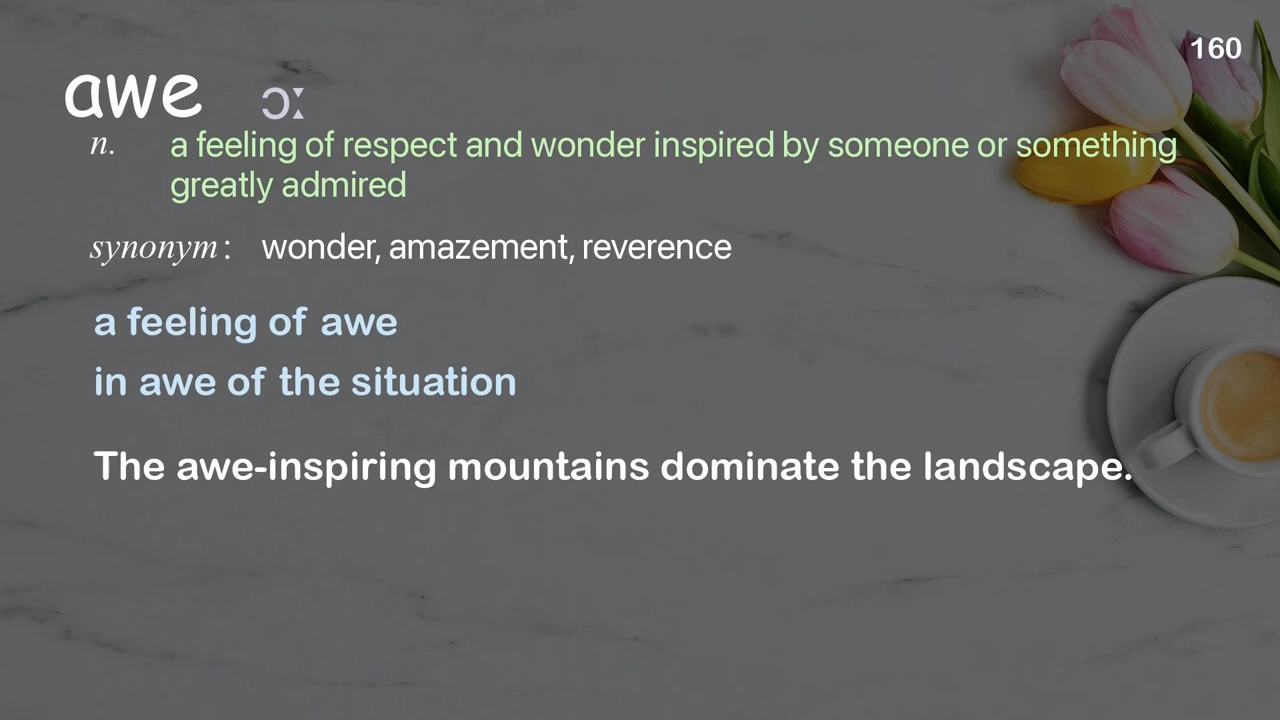 160
awe ɔː
n. a feeling of respect and wonder inspired by someone or something
greatly admired
synonym: wonder, amazement, reverence
a feeling of awe
in awe of the situation
The awe-inspiring mountains dominate the landscape.